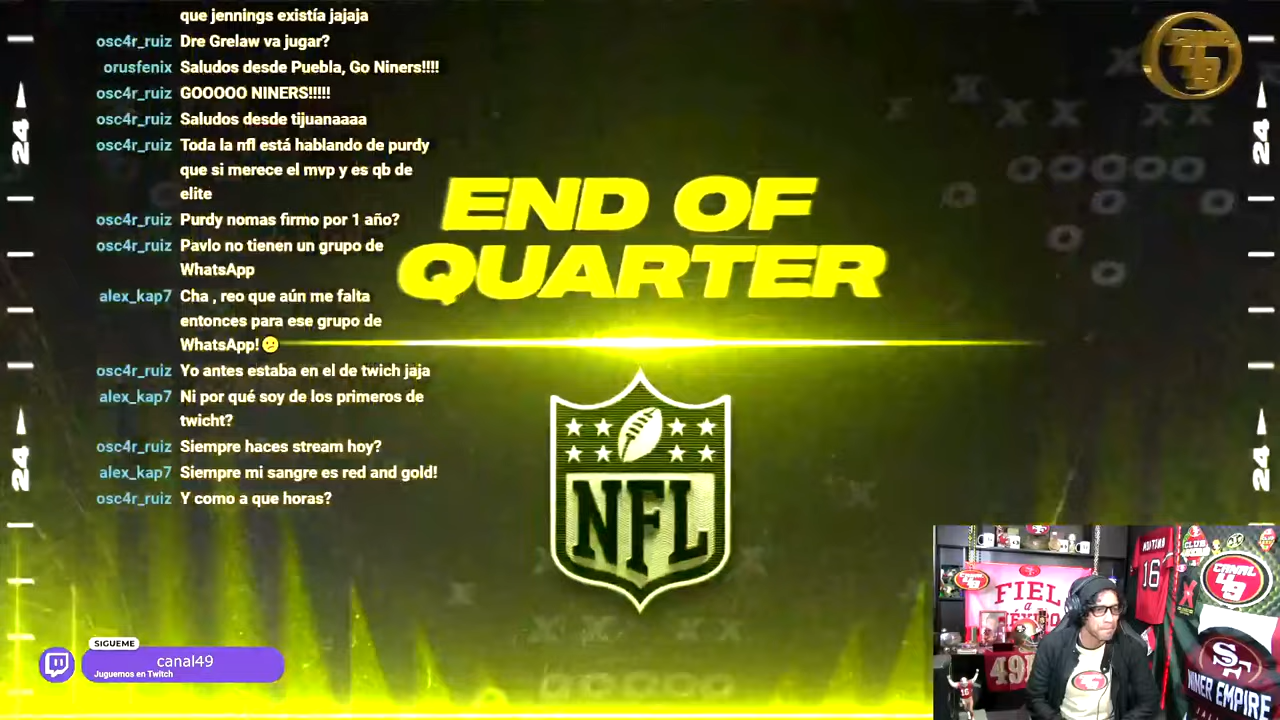 que jennings existía jajaja
osc4r_ruiz Dre Grelaw va jugar?
orusfenix Saludos desde Puebla, Go Niners!!!!
osc4r_ruiz GOOOOO NINERS!!!!!
osc4r_ruiz Saludos desde tijuanaaaa
osc4r_ruiz Toda la nfl está hablando de purdy
que si merece el mvp y es qb de
elite
osc4r_ruiz Purdy nomas firmo por 1 año?
osc4r_ruiz Pavlo no tienen un grupo de
WhatsApp
alex_kap7 Cha , reo que aún me falta
entonces para ese grupo de
WhatsApp!
osc4r_ruiz Yo antes estaba en el de twich jaja
alex_kap7 Ni por qué soy de los primeros de
twicht?
osc4r_ruiz Siempre haces stream hoy?
alex_kap7 Siempre mi sangre es red and gold!
osc4r_ruiz Y como a que horas?
END OF
QUARTER
NFL
24
24
24
24
49
SIGUEME
canal49
Juguemos en Twitch
FIEL
a
MÉXICO
16
CANAL
49
SF
NINER EMPIRE
16